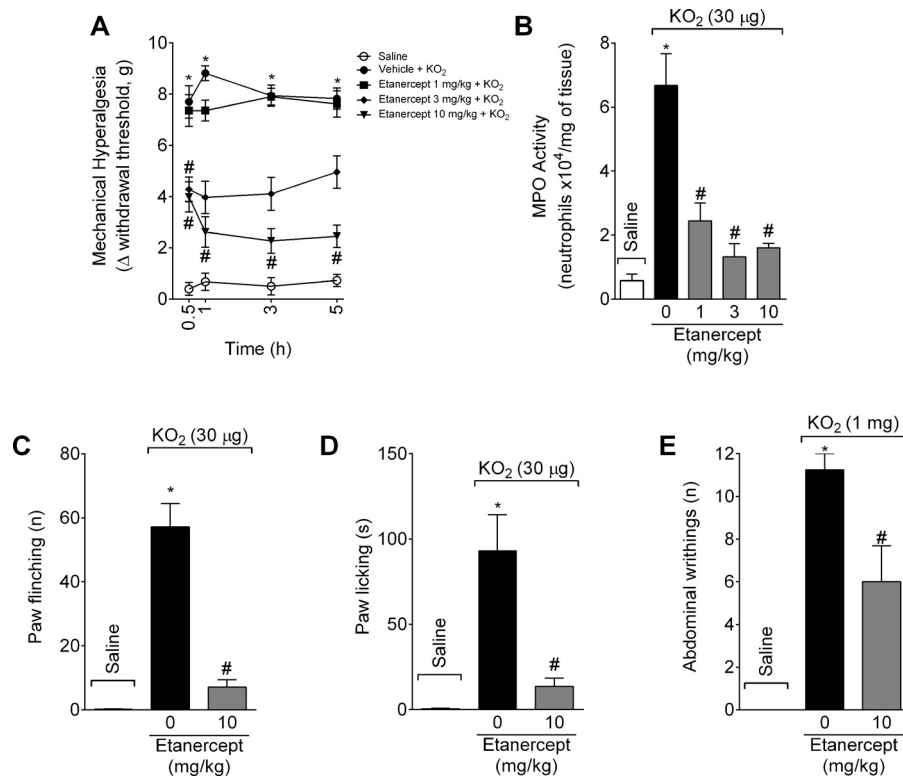 A
Saline
Vehicle + KO2
Etanercept 1 mg/kg + KO2
Etanercept 3 mg/kg + KO2
Etanercept 10 mg/kg + KO2
Mechanical Hyperalgesia
(Δ withdrawal threshold, g)
10
8
6
4
2
0
* * * *
#
#
# # #
0.5 1 3 5
Time (h)
B
KO2 (30 μg)
MPO Activity
(neutrophils x10^4/mg of tissue)
8
6
4
2
0
Saline
*
# # #
0 1 3 10
Etanercept
(mg/kg)
C
KO2 (30 μg)
Paw flinching (n)
80
60
40
20
0
Saline
*
#
0 10
Etanercept
(mg/kg)
D
KO2 (30 μg)
Paw licking (s)
150
100
50
0
Saline
*
#
0 10
Etanercept
(mg/kg)
E
KO2 (1 mg)
Abdominal writhings (n)
12
10
8
6
4
2
0
Saline
*
#
0 10
Etanercept
(mg/kg)